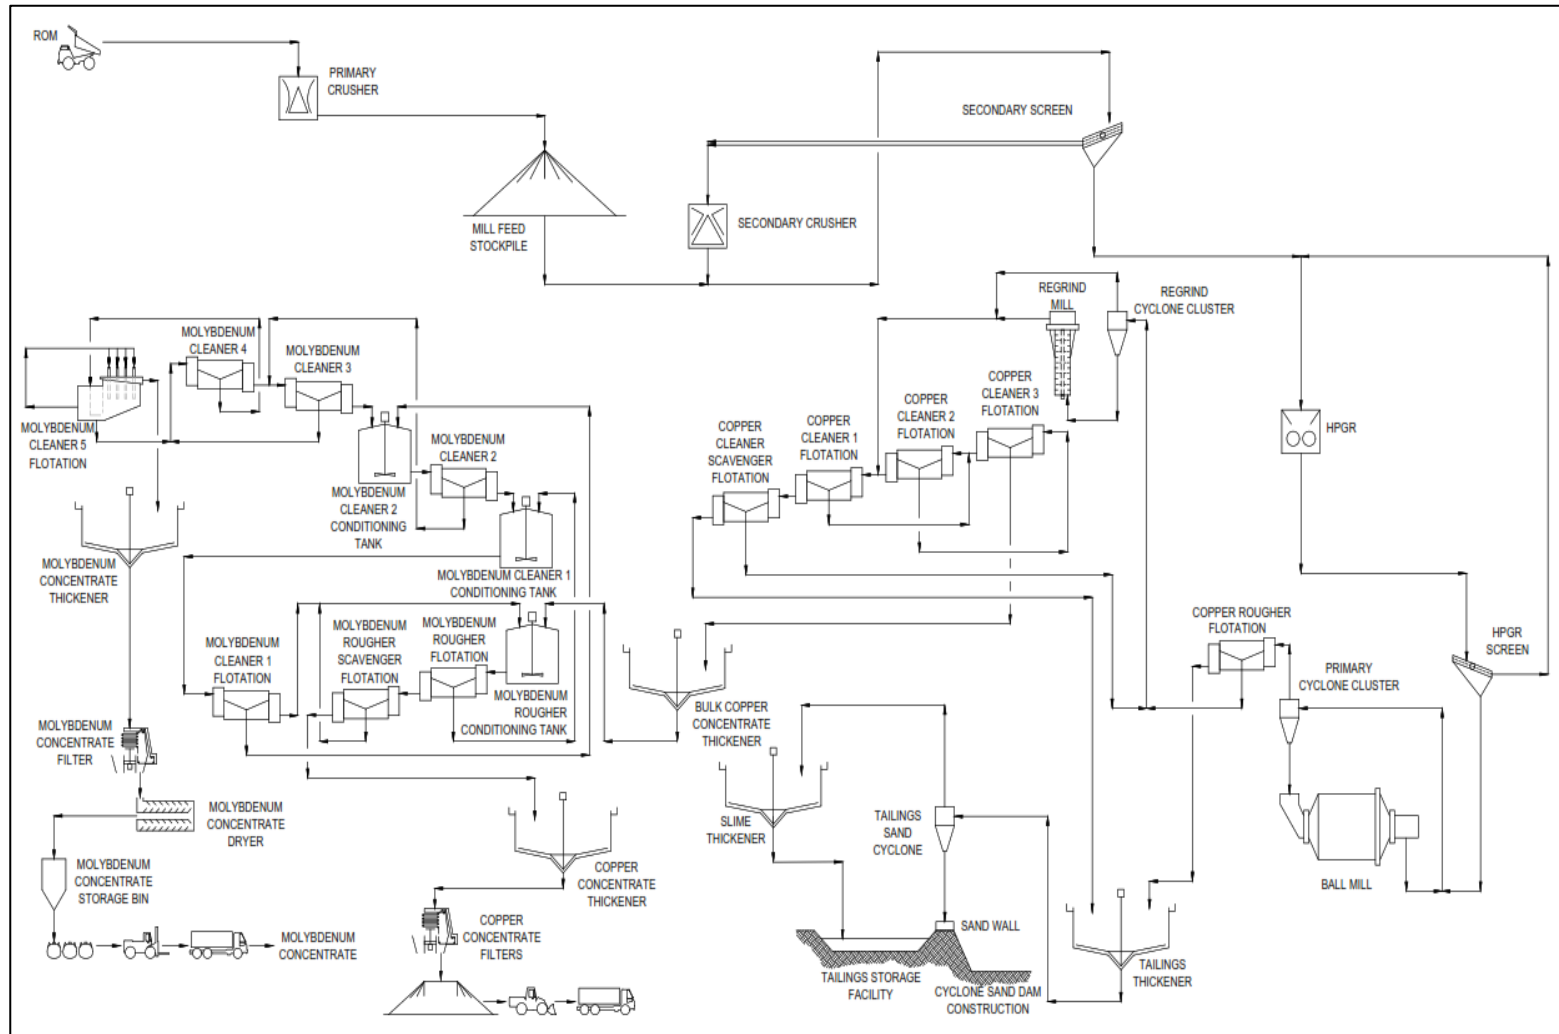 ROM
PRIMARY
CRUSHER
SECONDARY SCREEN
MILL FEED
STOCKPILE
SECONDARY CRUSHER
REGRIND
MILL
REGRIND
CYCLONE CLUSTER
MOLYBDENUM
CLEANER 4
MOLYBDENUM
CLEANER 3
MOLYBDENUM
CLEANER 5
FLOTATION
MOLYBDENUM
CLEANER 2
MOLYBDENUM
CLEANER 2
CONDITIONING
TANK
COPPER
CLEANER 3
FLOTATION
COPPER
CLEANER 2
FLOTATION
COPPER
CLEANER 1
FLOTATION
COPPER
CLEANER
SCAVENGER
FLOTATION
HPGR
MOLYBDENUM
CONCENTRATE
THICKENER
MOLYBDENUM CLEANER 1
CONDITIONING TANK
MOLYBDENUM
CLEANER 1
FLOTATION
MOLYBDENUM
ROUGHER
SCAVENGER
FLOTATION
MOLYBDENUM
ROUGHER
FLOTATION
MOLYBDENUM
ROUGHER
CONDITIONING TANK
COPPER ROUGHER
FLOTATION
HPGR
SCREEN
PRIMARY
CYCLONE CLUSTER
BULK COPPER
CONCENTRATE
THICKENER
MOLYBDENUM
CONCENTRATE
FILTER
MOLYBDENUM
CONCENTRATE
DRYER
SLIME
THICKENER
TAILINGS
SAND
CYCLONE
MOLYBDENUM
CONCENTRATE
STORAGE BIN
COPPER
CONCENTRATE
THICKENER
BALL MILL
MOLYBDENUM
CONCENTRATE
COPPER
CONCENTRATE
FILTERS
SAND WALL
TAILINGS STORAGE
FACILITY
CYCLONE SAND DAM
CONSTRUCTION
TAILINGS
THICKENER